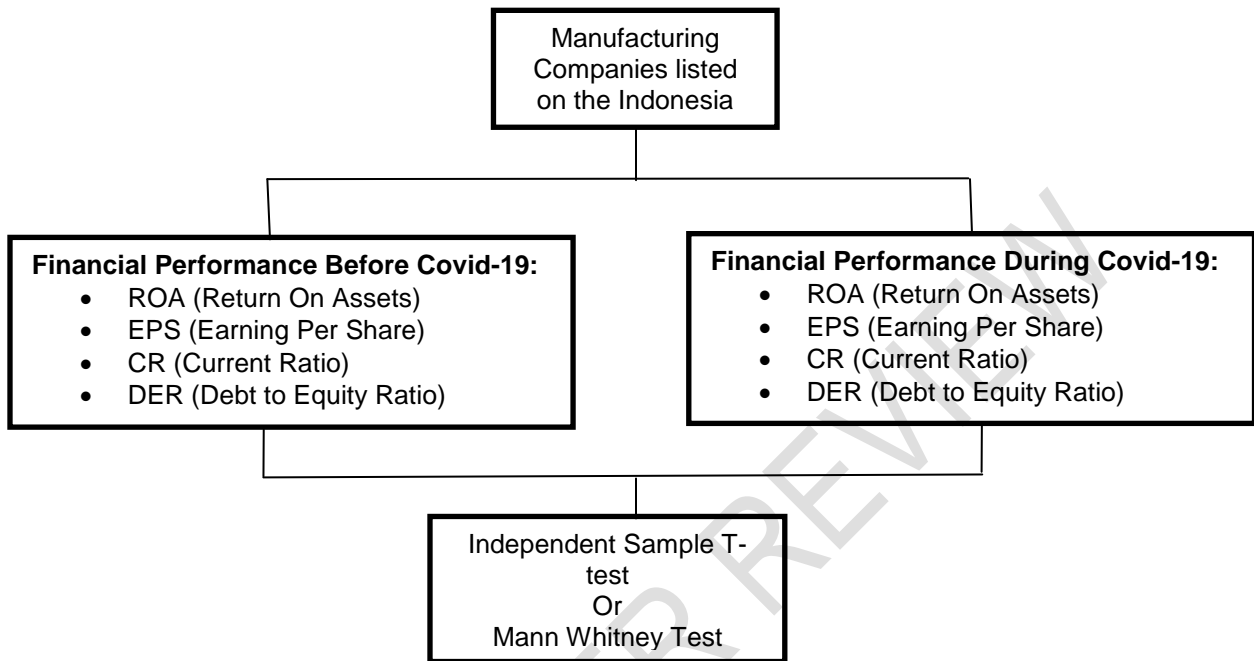 Manufacturing
Companies listed
on the Indonesia
Financial Performance Before Covid-19:
• ROA (Return On Assets)
• EPS (Earning Per Share)
• CR (Current Ratio)
• DER (Debt to Equity Ratio)
Financial Performance During Covid-19:
• ROA (Return On Assets)
• EPS (Earning Per Share)
• CR (Current Ratio)
• DER (Debt to Equity Ratio)
Independent Sample T-
test
Or
Mann Whitney Test
ER REVIEW